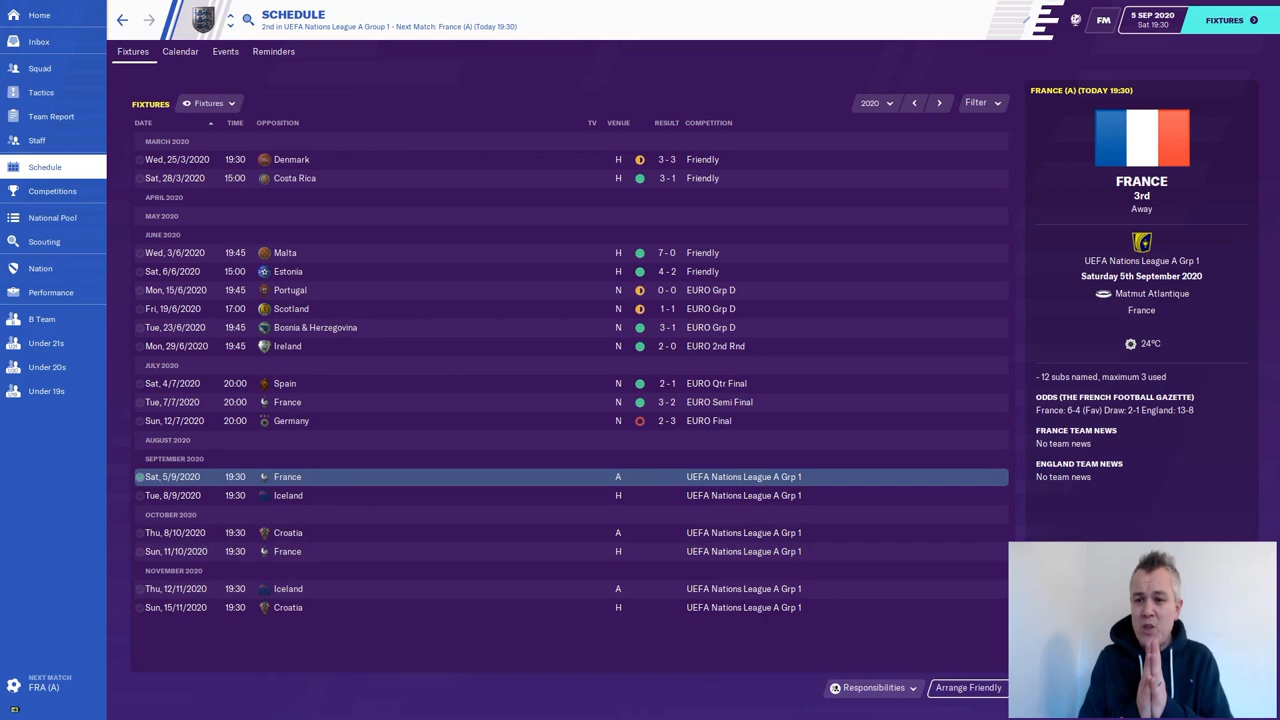 Home
Inbox
Squad
Tactics
Team Report
Staff
Schedule
Competitions
National Pool
Scouting
Nation
Performance
B Team
Under 21s
Under 20s
Under 19s
NEXT MATCH
FRA (A)
SCHEDULE
2nd in UEFA Nations League A Group 1 - Next Match: France (A) (Today 19:30)
FM
5 SEP 2020
Sat 19:30
FIXTURES
Fixtures Calendar Events Reminders
FIXTURES Fixtures 2020 Filter
DATE TIME OPPOSITION TV VENUE RESULT COMPETITION
MARCH 2020
Wed, 25/3/2020 19:30 Denmark H 3 - 3 Friendly
Sat, 28/3/2020 15:00 Costa Rica H 3 - 1 Friendly
APRIL 2020
MAY 2020
JUNE 2020
Wed, 3/6/2020 19:45 Malta H 7 - 0 Friendly
Sat, 6/6/2020 15:00 Estonia H 4 - 2 Friendly
Mon, 15/6/2020 19:45 Portugal N 0 - 0 EURO Grp D
Fri, 19/6/2020 17:00 Scotland N 1 - 1 EURO Grp D
Tue, 23/6/2020 19:45 Bosnia & Herzegovina N 3 - 1 EURO Grp D
Mon, 29/6/2020 19:45 Ireland N 2 - 0 EURO 2nd Rnd
JULY 2020
Sat, 4/7/2020 20:00 Spain N 2 - 1 EURO Qtr Final
Tue, 7/7/2020 20:00 France N 3 - 2 EURO Semi Final
Sun, 12/7/2020 20:00 Germany N 2 - 3 EURO Final
AUGUST 2020
SEPTEMBER 2020
Sat, 5/9/2020 19:30 France A UEFA Nations League A Grp 1
Tue, 8/9/2020 19:30 Iceland H UEFA Nations League A Grp 1
OCTOBER 2020
Thu, 8/10/2020 19:30 Croatia A UEFA Nations League A Grp 1
Sun, 11/10/2020 19:30 France H UEFA Nations League A Grp 1
NOVEMBER 2020
Thu, 12/11/2020 19:30 Iceland A UEFA Nations League A Grp 1
Sun, 15/11/2020 19:30 Croatia H UEFA Nations League A Grp 1
Responsibilities Arrange Friendly
FRANCE (A) (TODAY 19:30)
FRANCE
3rd
Away
UEFA Nations League A Grp 1
Saturday 5th September 2020
Matmut Atlantique
France
24°C
- 12 subs named, maximum 3 used
ODDS (THE FRENCH FOOTBALL GAZETTE)
France: 6-4 (Fav) Draw: 2-1 England: 13-8
FRANCE TEAM NEWS
No team news
ENGLAND TEAM NEWS
No team news